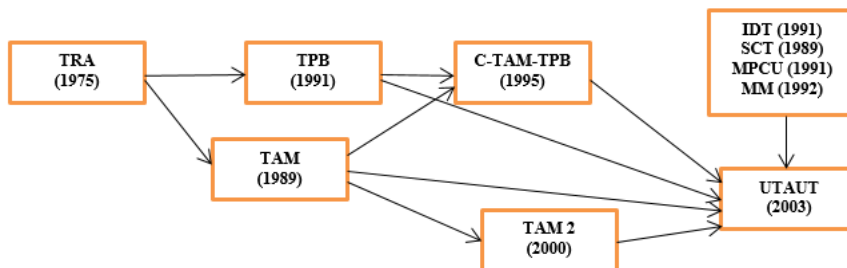 TRA
(1975)
TPB
(1991)
C-TAM-TPB
(1995)
IDT (1991)
SCT (1989)
MPCU (1991)
MM (1992)
TAM
(1989)
UTAUT
(2003)
TAM 2
(2000)